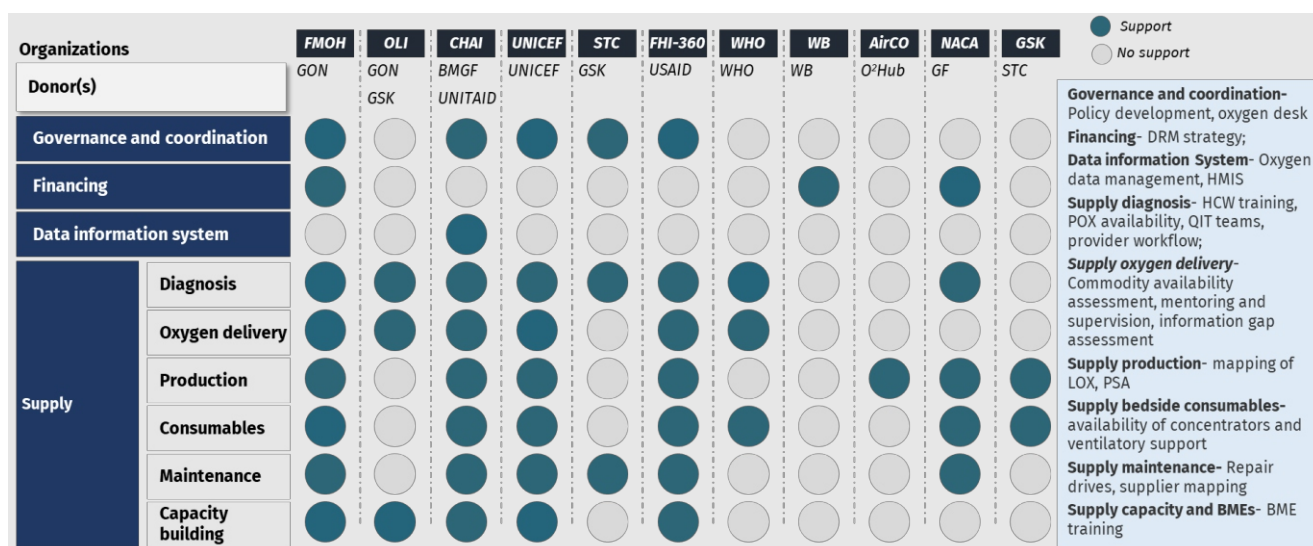 Organizations
FMOH OLI CHAI UNICEF STC FHI-360 WHO WB AirCO NACA GSK
Support
No support
Donor(s)
GON GON BMGF UNICEF GSK USAID WHO WB O²Hub GF STC
GSK UNITAID
Governance and coordination
Financing
Data information system
Supply
Diagnosis
Oxygen delivery
Production
Consumables
Maintenance
Capacity
building
Governance and coordination-
Policy development, oxygen desk
Financing- DRM strategy;
Data information System- Oxygen
data management, HMIS
Supply diagnosis- HCW training,
POX availability, QIT teams,
provider workflow;
Supply oxygen delivery-
Commodity availability
assessment, mentoring and
supervision, information gap
assessment
Supply production- mapping of
LOX, PSA
Supply bedside consumables-
availability of concentrators and
ventilatory support
Supply maintenance- Repair
drives, supplier mapping
Supply capacity and BMEs- BME
training